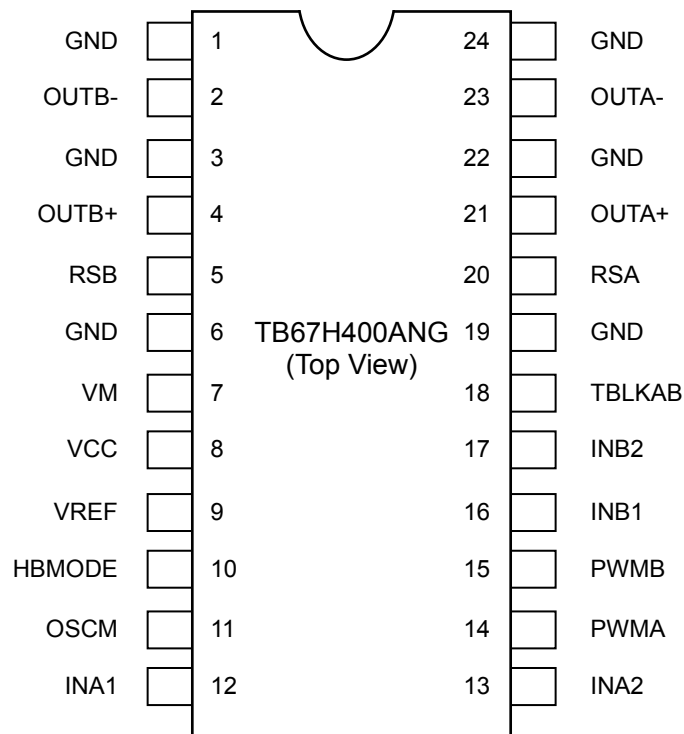 GND 1 24 GND
OUTB- 2 23 OUTA-
GND 3 22 GND
OUTB+ 4 21 OUTA+
RSB 5 20 RSA
GND 6 TB67H400ANG 19 GND
(Top View)
VM 7 18 TBLKAB
VCC 8 17 INB2
VREF 9 16 INB1
HBMODE 10 15 PWMB
OSCM 11 14 PWMA
INA1 12 13 INA2